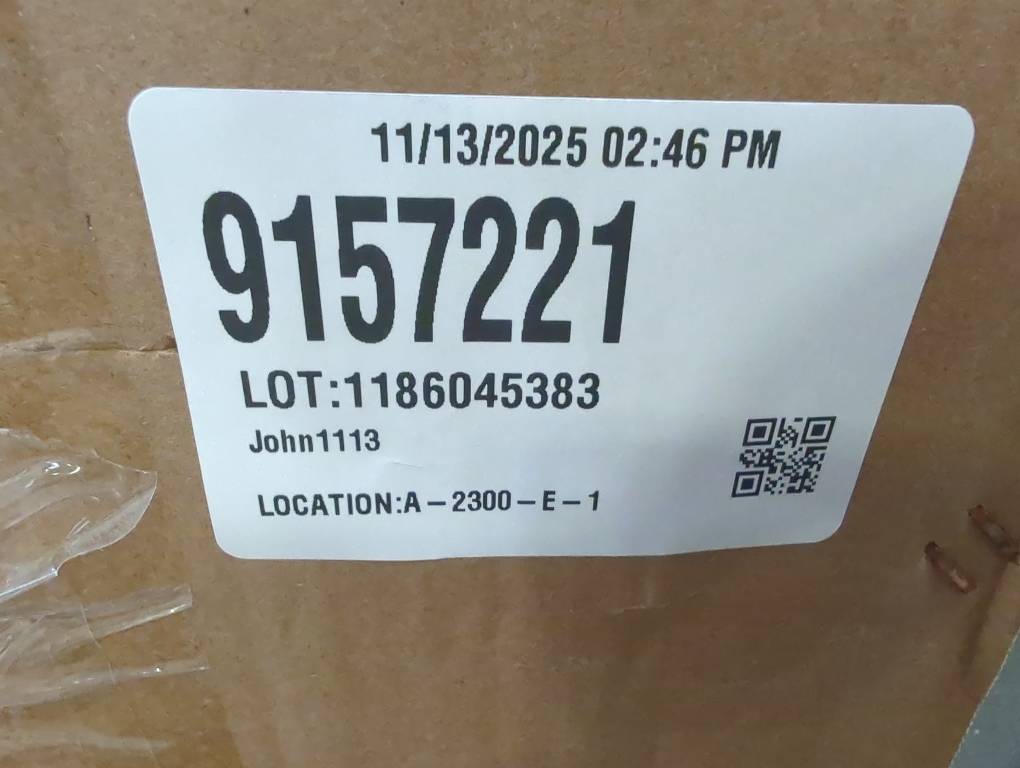 11/13/2025 02:46 PM
9157221
LOT:1186045383
John1113
LOCATION:A-2300-E-1